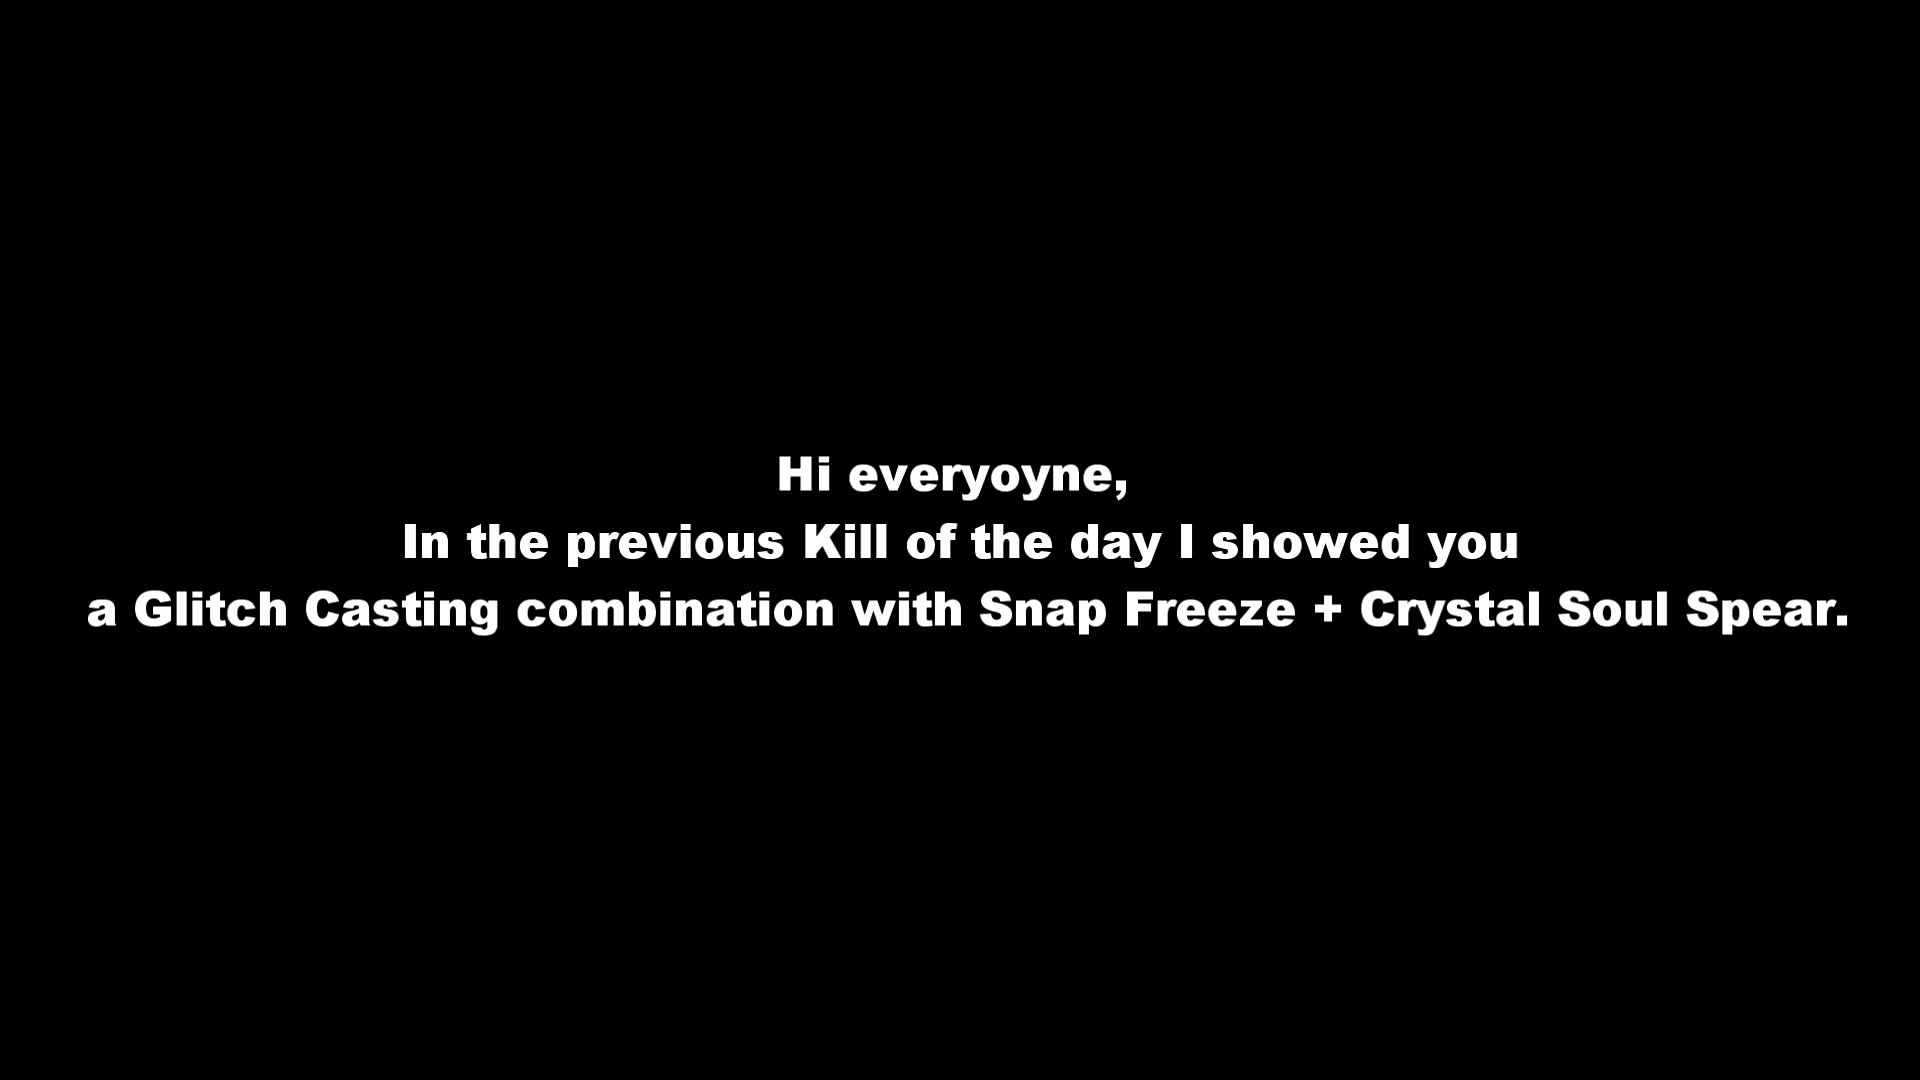 Hi everyoyne,
In the previous Kill of the day I showed you
a Glitch Casting combination with Snap Freeze + Crystal Soul Spear.